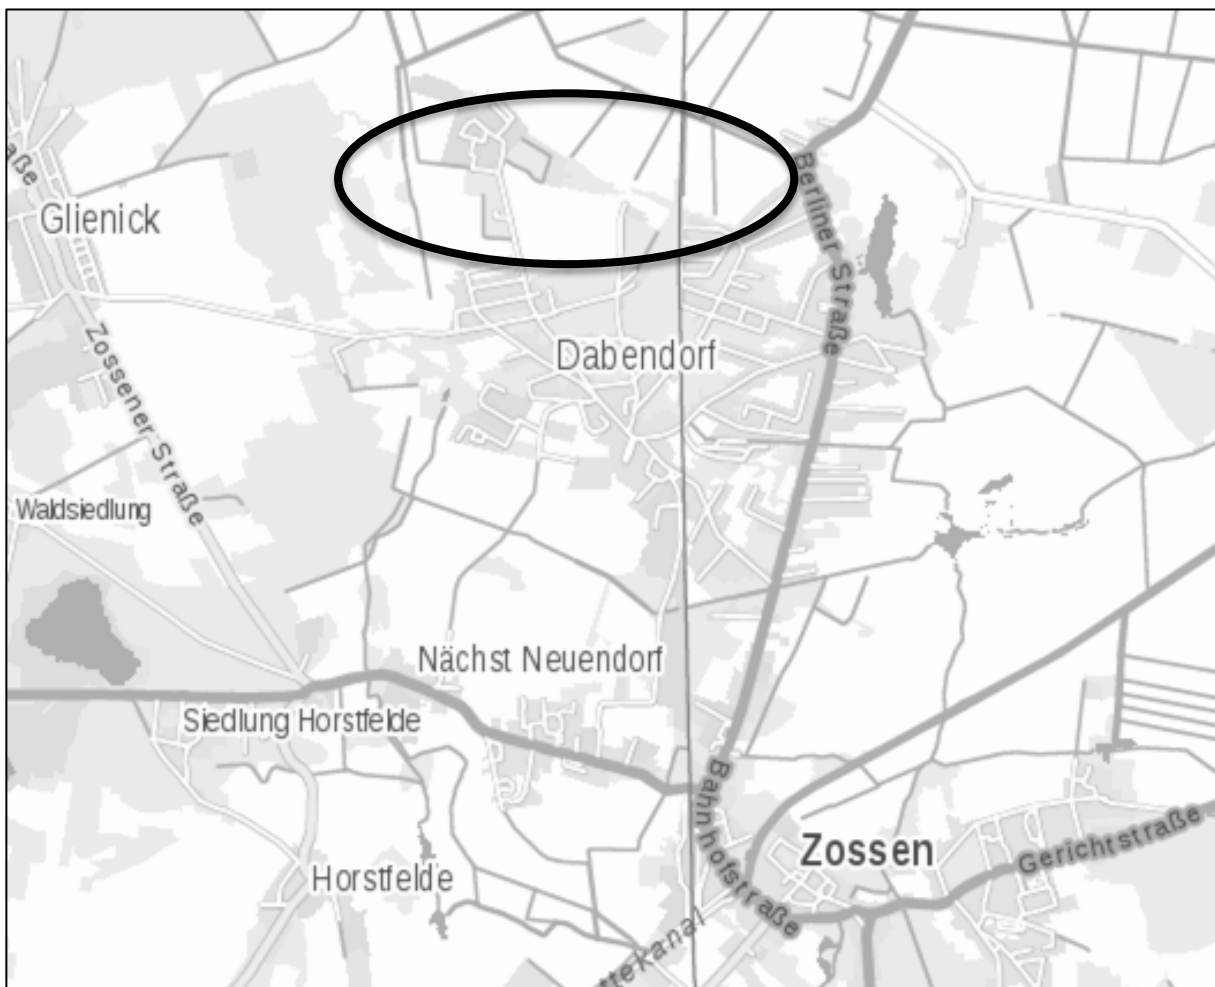 Glienick
Berliner Straße
Zossener Straße
Dabendorf
Waldsiedlung
Nächst Neuendorf
Siedlung Horstfelde
Bahnhofstraße
Zossen
Gerichtstraße
Horstfelde